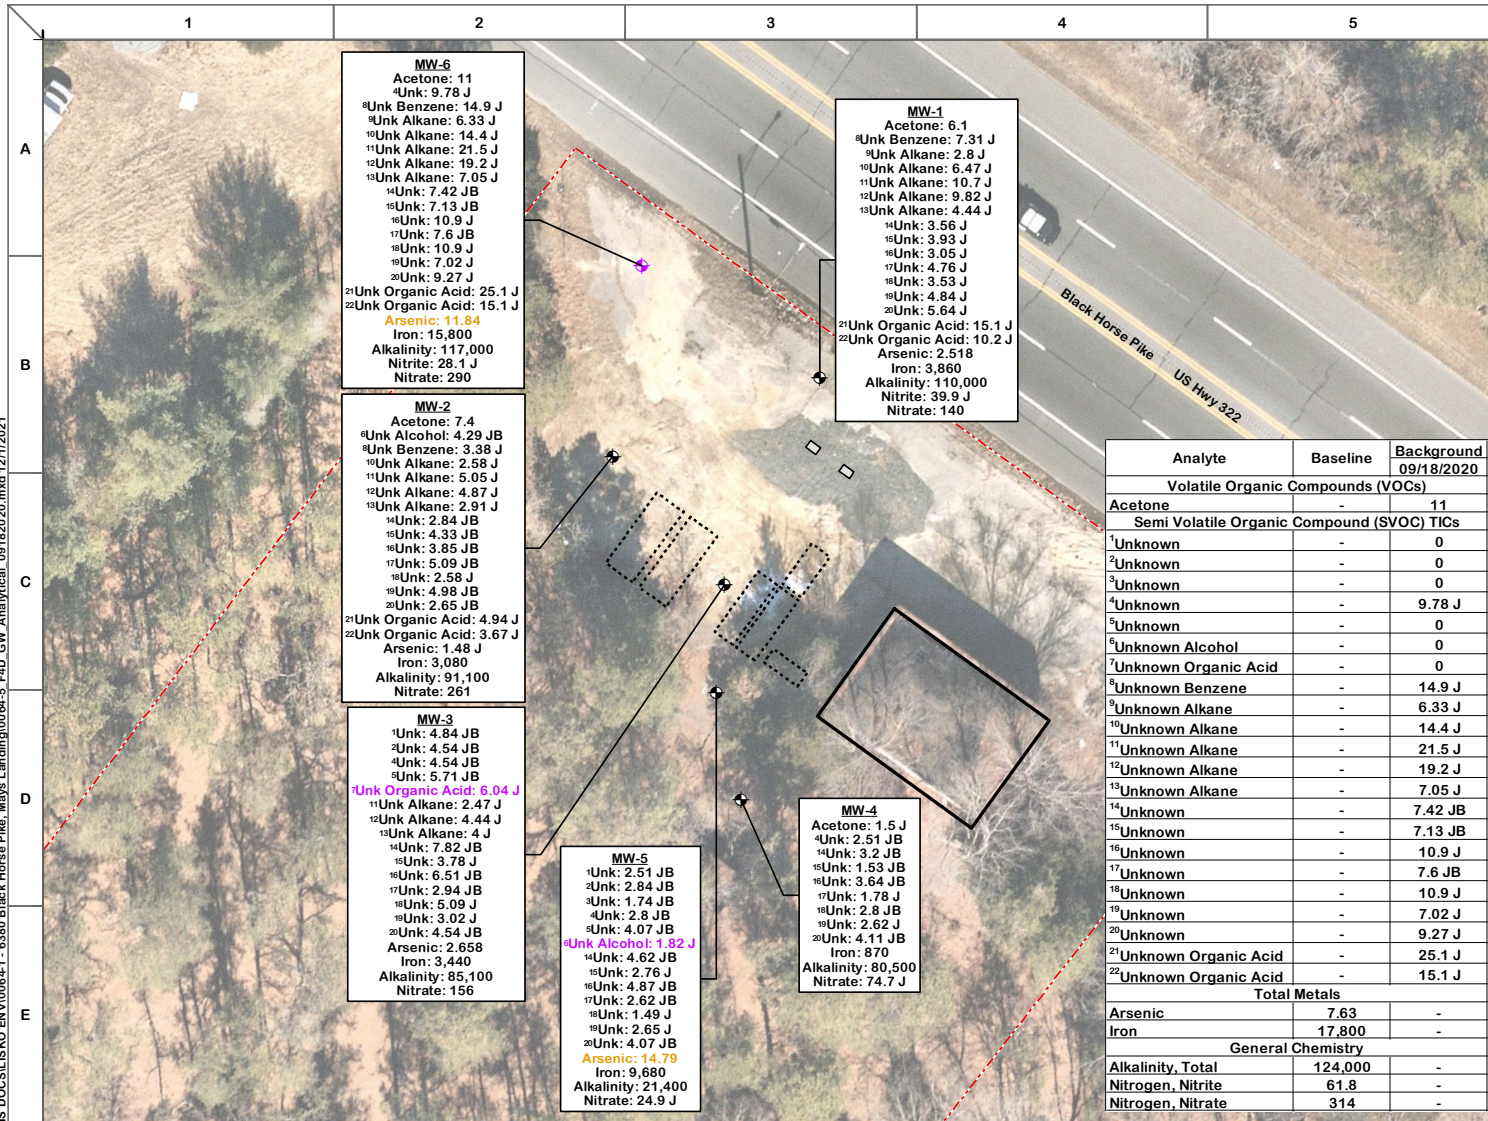 1 2 3 4 5
A
B
C
D
E
MW-6
Acetone: 11
⁴Unk: 9.78 J
⁸Unk Benzene: 14.9 J
⁹Unk Alkane: 6.33 J
¹⁰Unk Alkane: 14.4 J
¹¹Unk Alkane: 21.5 J
¹²Unk Alkane: 19.2 J
¹³Unk Alkane: 7.05 J
¹⁴Unk: 7.42 JB
¹⁵Unk: 7.13 JB
¹⁶Unk: 10.9 J
¹⁷Unk: 7.6 JB
¹⁸Unk: 10.9 J
¹⁹Unk: 7.02 J
²⁰Unk: 9.27 J
²¹Unk Organic Acid: 25.1 J
²²Unk Organic Acid: 15.1 J
Arsenic: 11.84
Iron: 15,800
Alkalinity: 117,000
Nitrite: 28.1 J
Nitrate: 290
MW-1
Acetone: 6.1
⁸Unk Benzene: 7.31 J
⁹Unk Alkane: 2.8 J
¹⁰Unk Alkane: 6.47 J
¹¹Unk Alkane: 10.7 J
¹²Unk Alkane: 9.82 J
¹³Unk Alkane: 4.44 J
¹⁴Unk: 3.56 J
¹⁵Unk: 3.93 J
¹⁶Unk: 3.05 J
¹⁷Unk: 4.76 J
¹⁸Unk: 3.53 J
¹⁹Unk: 4.84 J
²⁰Unk: 5.64 J
²¹Unk Organic Acid: 15.1 J
²²Unk Organic Acid: 10.2 J
Arsenic: 2.518
Iron: 3,860
Alkalinity: 110,000
Nitrite: 39.9 J
Nitrate: 140
Black Horse Pike
US Hwy 322
MW-2
Acetone: 7.4
⁶Unk Alcohol: 4.29 JB
⁸Unk Benzene: 3.38 J
¹⁰Unk Alkane: 2.58 J
¹¹Unk Alkane: 5.05 J
¹²Unk Alkane: 4.87 J
¹³Unk Alkane: 2.91 J
¹⁴Unk: 2.84 JB
¹⁵Unk: 4.33 JB
¹⁶Unk: 3.85 JB
¹⁷Unk: 5.09 JB
¹⁸Unk: 2.58 J
¹⁹Unk: 4.98 JB
²⁰Unk: 2.65 JB
²¹Unk Organic Acid: 4.94 J
²²Unk Organic Acid: 3.67 J
Arsenic: 1.48 J
Iron: 3,080
Alkalinity: 91,100
Nitrate: 261
MW-3
¹Unk: 4.84 JB
²Unk: 4.54 JB
⁴Unk: 4.54 JB
⁵Unk: 5.71 JB
⁷Unk Organic Acid: 6.04 J
¹¹Unk Alkane: 2.47 J
¹²Unk Alkane: 4.44 J
¹³Unk Alkane: 4 J
¹⁴Unk: 7.82 JB
¹⁵Unk: 3.78 J
¹⁶Unk: 6.51 JB
¹⁷Unk: 2.94 JB
¹⁸Unk: 5.09 J
¹⁹Unk: 3.02 J
²⁰Unk: 4.54 JB
Arsenic: 2.658
Iron: 3,440
Alkalinity: 85,100
Nitrate: 156
MW-5
¹Unk: 2.51 JB
²Unk: 2.84 JB
³Unk: 1.74 JB
⁴Unk: 2.8 JB
⁵Unk: 4.07 JB
⁶Unk Alcohol: 1.82 J
¹⁴Unk: 4.62 JB
¹⁵Unk: 2.76 J
¹⁶Unk: 4.87 JB
¹⁷Unk: 2.62 JB
¹⁸Unk: 1.49 J
¹⁹Unk: 2.65 J
²⁰Unk: 4.07 JB
Arsenic: 14.79
Iron: 9,680
Alkalinity: 21,400
Nitrate: 24.9 J
MW-4
Acetone: 1.5 J
⁴Unk: 2.51 JB
¹⁴Unk: 3.2 JB
¹⁵Unk: 1.53 JB
¹⁶Unk: 3.64 JB
¹⁷Unk: 1.78 J
¹⁸Unk: 2.8 JB
¹⁹Unk: 2.62 J
²⁰Unk: 4.11 JB
Iron: 870
Alkalinity: 80,500
Nitrate: 74.7 J
Analyte Baseline Background 09/18/2020
Volatile Organic Compounds (VOCs)
Acetone - 11
Semi Volatile Organic Compound (SVOC) TICs
¹Unknown - 0
²Unknown - 0
³Unknown - 0
⁴Unknown - 9.78 J
⁵Unknown - 0
⁶Unknown Alcohol - 0
⁷Unknown Organic Acid - 0
⁸Unknown Benzene - 14.9 J
⁹Unknown Alkane - 6.33 J
¹⁰Unknown Alkane - 14.4 J
¹¹Unknown Alkane - 21.5 J
¹²Unknown Alkane - 19.2 J
¹³Unknown Alkane - 7.05 J
¹⁴Unknown - 7.42 JB
¹⁵Unknown - 7.13 JB
¹⁶Unknown - 10.9 J
¹⁷Unknown - 7.6 JB
¹⁸Unknown - 10.9 J
¹⁹Unknown - 7.02 J
²⁰Unknown - 9.27 J
²¹Unknown Organic Acid - 25.1 J
²²Unknown Organic Acid - 15.1 J
Total Metals
Arsenic 7.63 -
Iron 17,800 -
General Chemistry
Alkalinity, Total 124,000 -
Nitrogen, Nitrite 61.8 -
Nitrogen, Nitrate 314 -